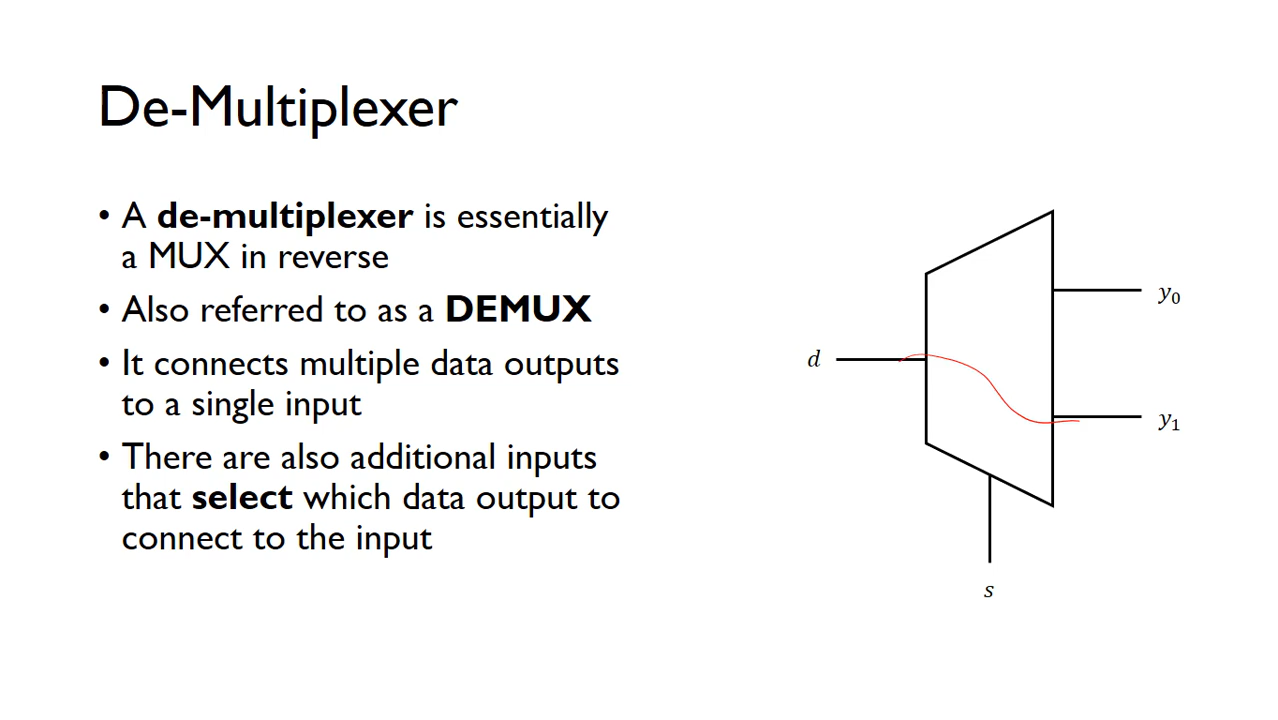 De-Multiplexer
• A de-multiplexer is essentially
a MUX in reverse
• Also referred to as a DEMUX
• It connects multiple data outputs
to a single input
• There are also additional inputs
that select which data output to
connect to the input
y₀
d
y₁
s